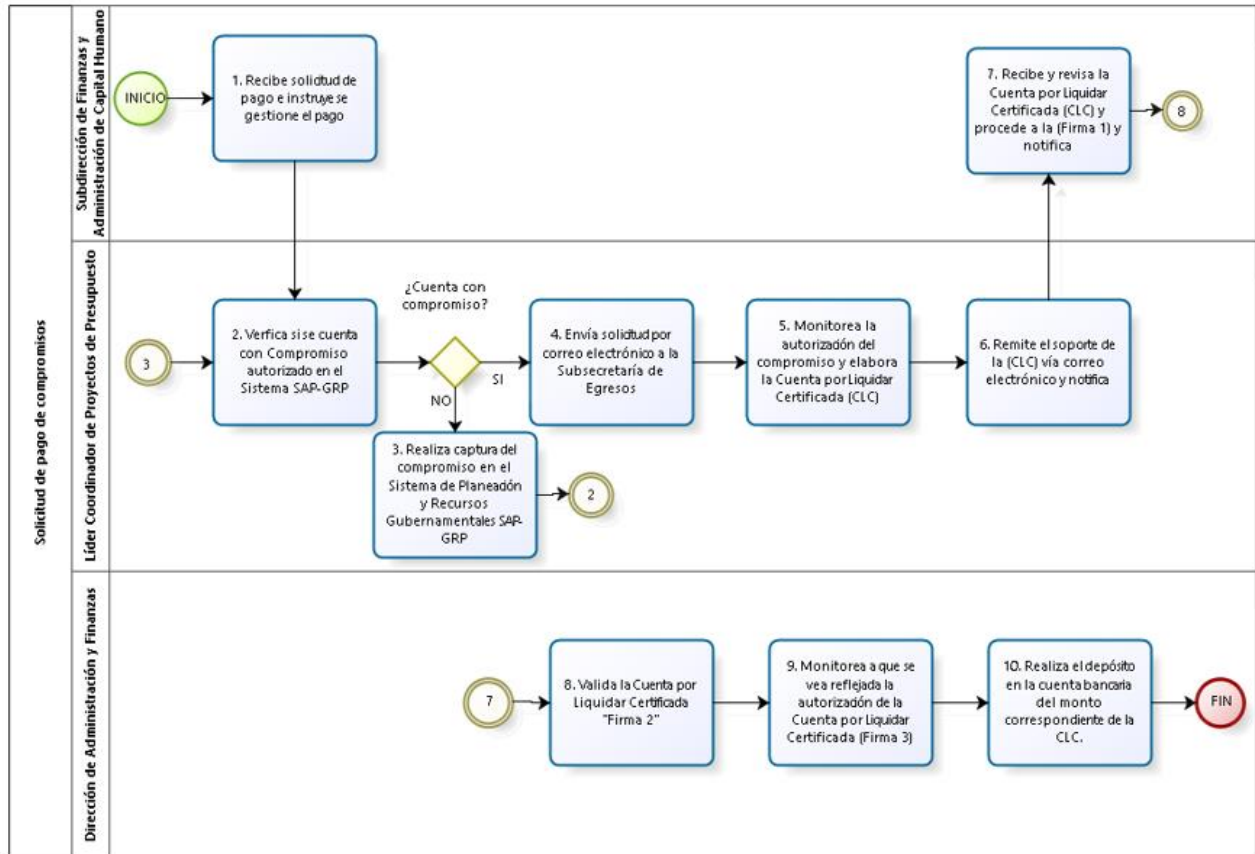 Solicitud de pago de compromisos
Subdirección de Finanzas y
Administración de Capital Humano
INICIO
1. Recibe solicitud de
pago e instruye se
gestione el pago
7. Recibe y revisa la
Cuenta por Liquidar
Certificada (CLC) y
procede a la (Firma 1) y
notifica
8
Líder Coordinador de Proyectos de Presupuesto
3
2. Verfica si se cuenta
con Compromiso
autorizado en el
Sistema SAP-GRP
¿Cuenta con
compromiso?
SI
NO
4. Envía solicitud por
correo electrónico a la
Subsecretaría de
Egresos
5. Monitorea la
autorización del
compromiso y elabora
la Cuenta por Liquidar
Certificada (CLC)
6. Remite el soporte de
la (CLC) vía correo
electrónico y notifica
3. Realiza captura del
compromiso en el
Sistema de Planeación
y Recursos
Gubernamentales SAP-
GRP
2
Dirección de Administración y Finanzas
7
8. Valida la Cuenta por
Liquidar Certificada
"Firma 2"
9. Monitorea a que se
vea reflejada la
autorización de la
Cuenta por Liquidar
Certificada (Firma 3)
10. Realiza el depósito
en la cuenta bancaria
del monto
correspondiente de la
CLC.
FIN